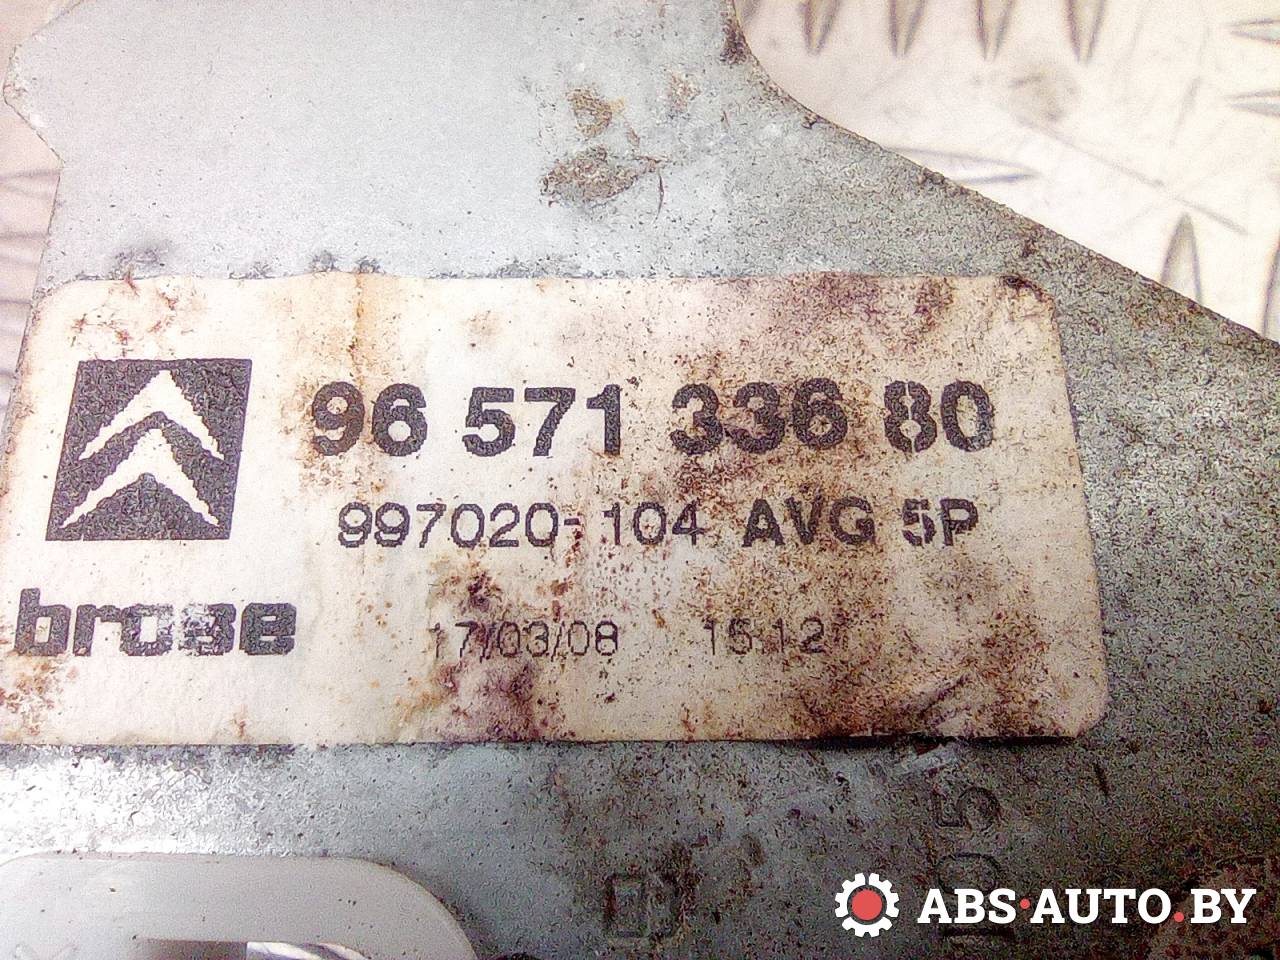 96 571 336 80
997020-104 AVG 5P
brose
17/03/08 15:12
ABS·AUTO.BY